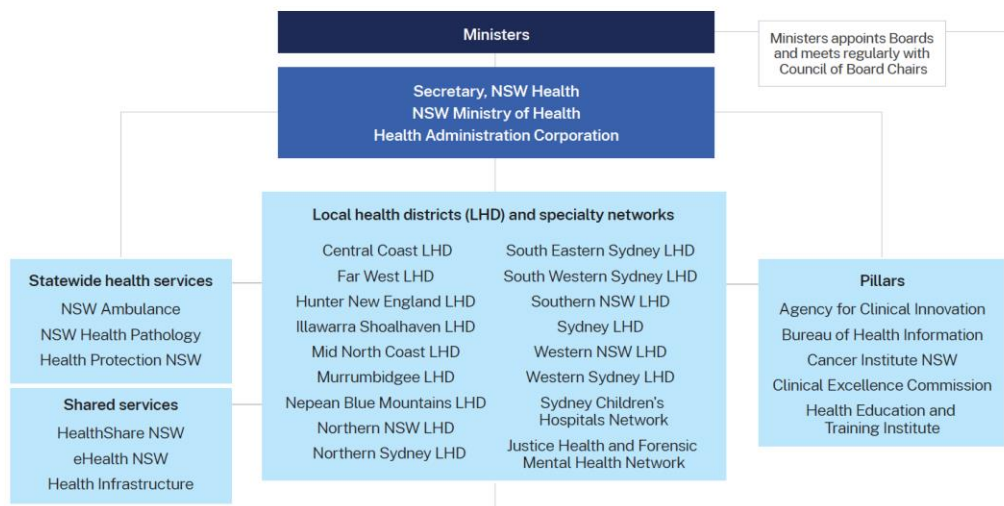 Ministers
Ministers appoints Boards
and meets regularly with
Council of Board Chairs
Secretary, NSW Health
NSW Ministry of Health
Health Administration Corporation
Statewide health services
NSW Ambulance
NSW Health Pathology
Health Protection NSW
Shared services
HealthShare NSW
eHealth NSW
Health Infrastructure
Local health districts (LHD) and specialty networks
Central Coast LHD
Far West LHD
Hunter New England LHD
Illawarra Shoalhaven LHD
Mid North Coast LHD
Murrumbidgee LHD
Nepean Blue Mountains LHD
Northern NSW LHD
Northern Sydney LHD
South Eastern Sydney LHD
South Western Sydney LHD
Southern NSW LHD
Sydney LHD
Western NSW LHD
Western Sydney LHD
Sydney Children's
Hospitals Network
Justice Health and Forensic
Mental Health Network
Pillars
Agency for Clinical Innovation
Bureau of Health Information
Cancer Institute NSW
Clinical Excellence Commission
Health Education and
Training Institute